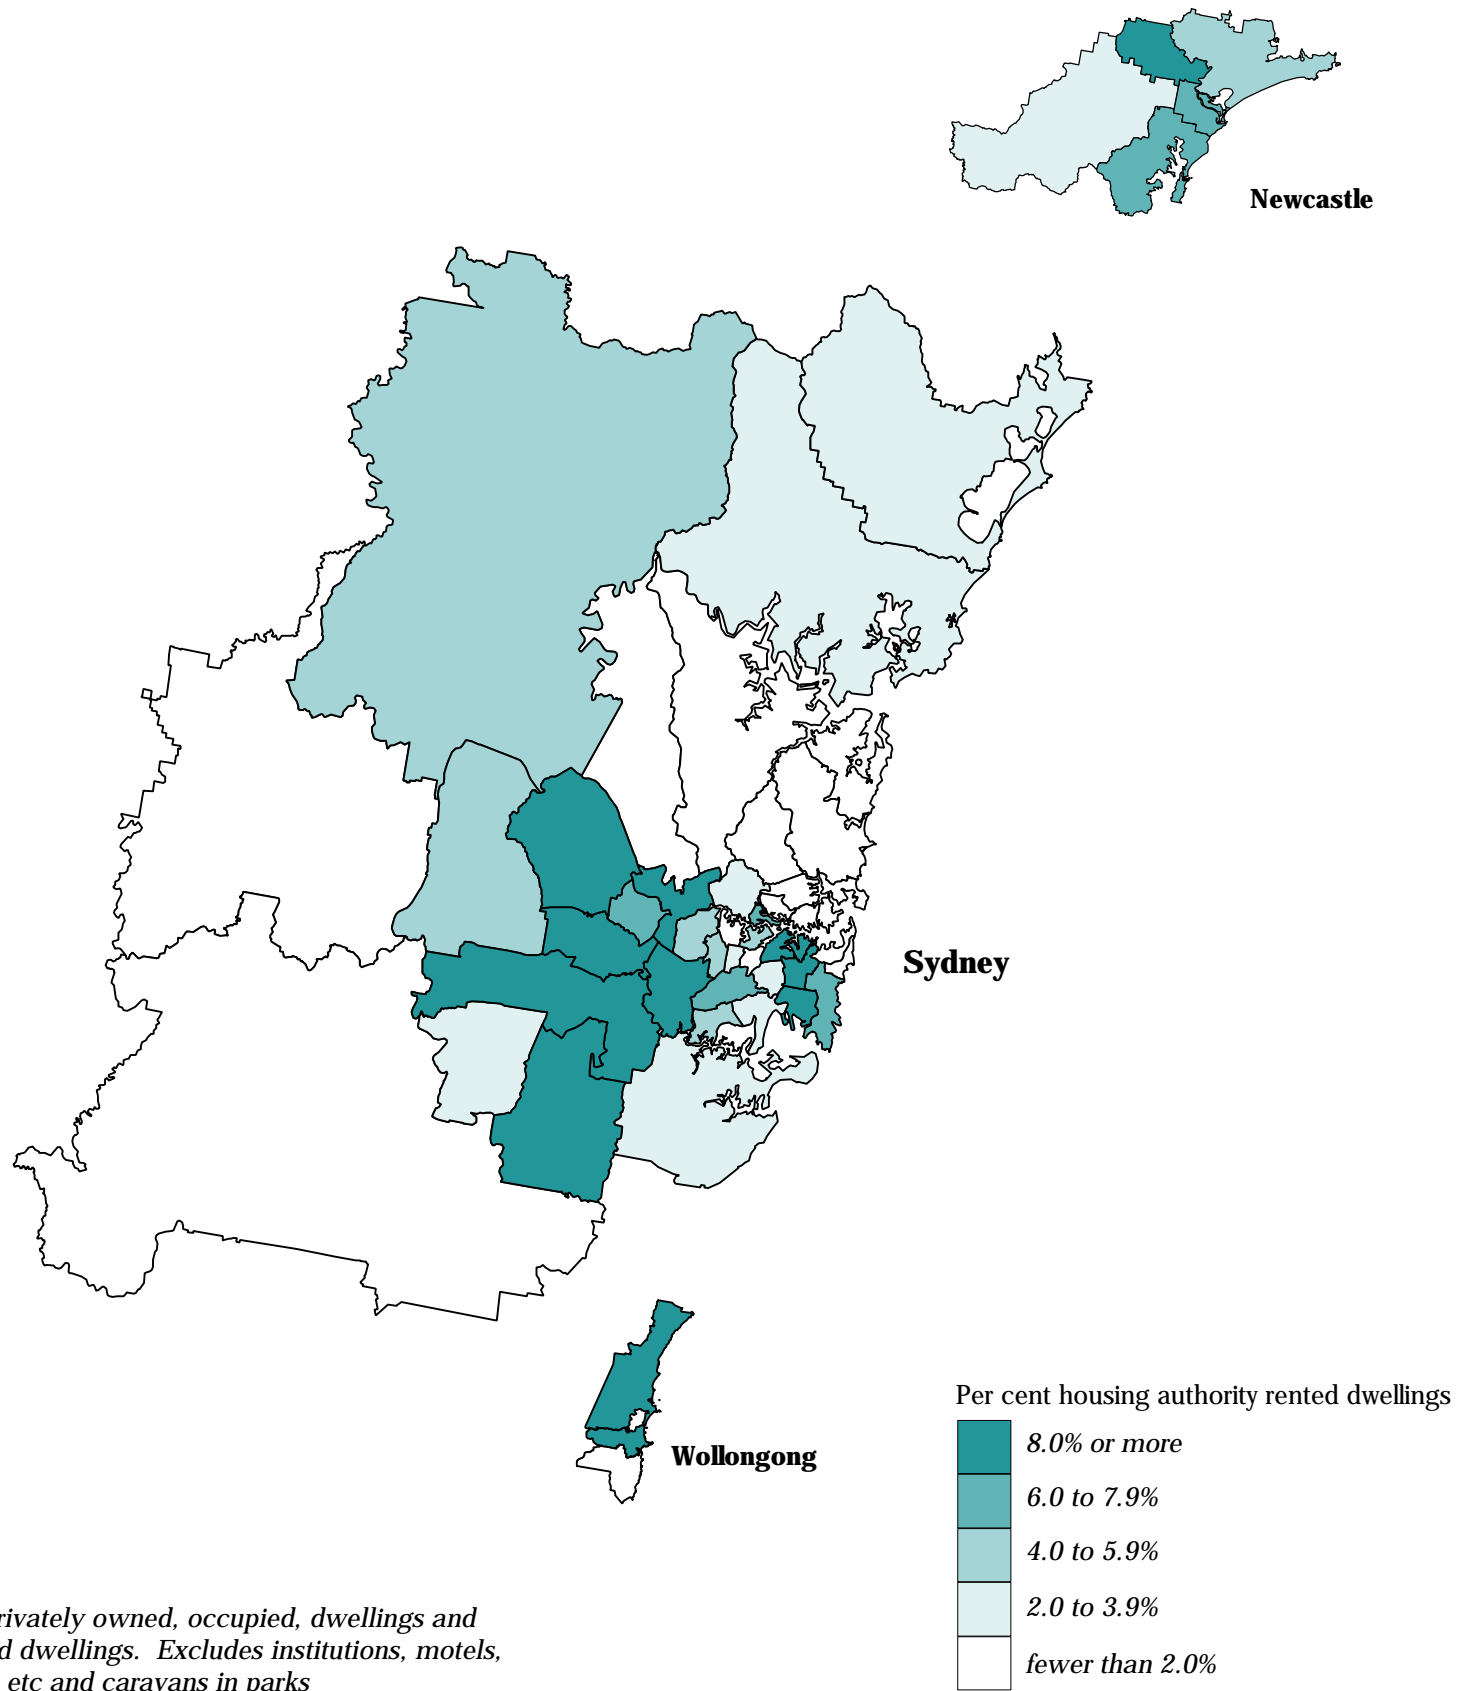 Newcastle
Sydney
Wollongong
Per cent housing authority rented dwellings
8.0% or more
6.0 to 7.9%
4.0 to 5.9%
2.0 to 3.9%
fewer than 2.0%
rivately owned, occupied, dwellings and
d dwellings. Excludes institutions, motels,
etc and caravans in parks